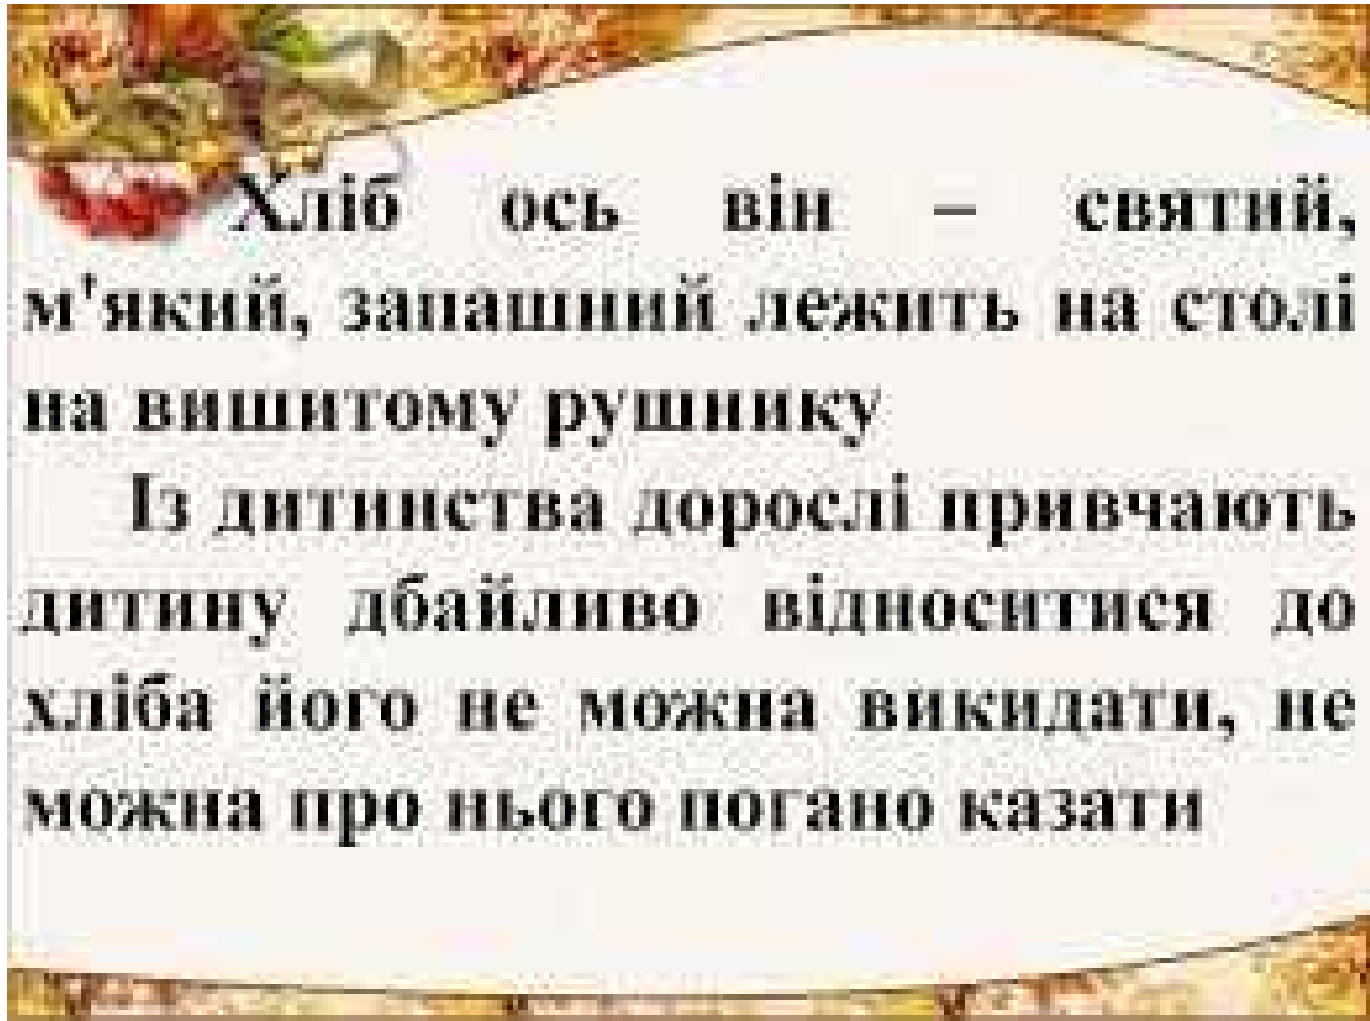 Хліб ось він – святий,
м'який, запашний лежить на столі
на вишитому рушнику
Із дитинства дорослі привчають
дитину дбайливо відноситися до
хліба його не можна викидати, не
можна про нього погано казати